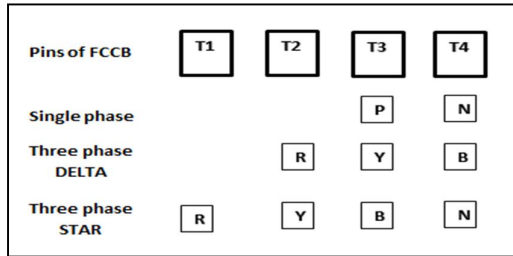 Pins of FCCB T1 T2 T3 T4
Single phase P N
Three phase
DELTA R Y B
Three phase
STAR R Y B N